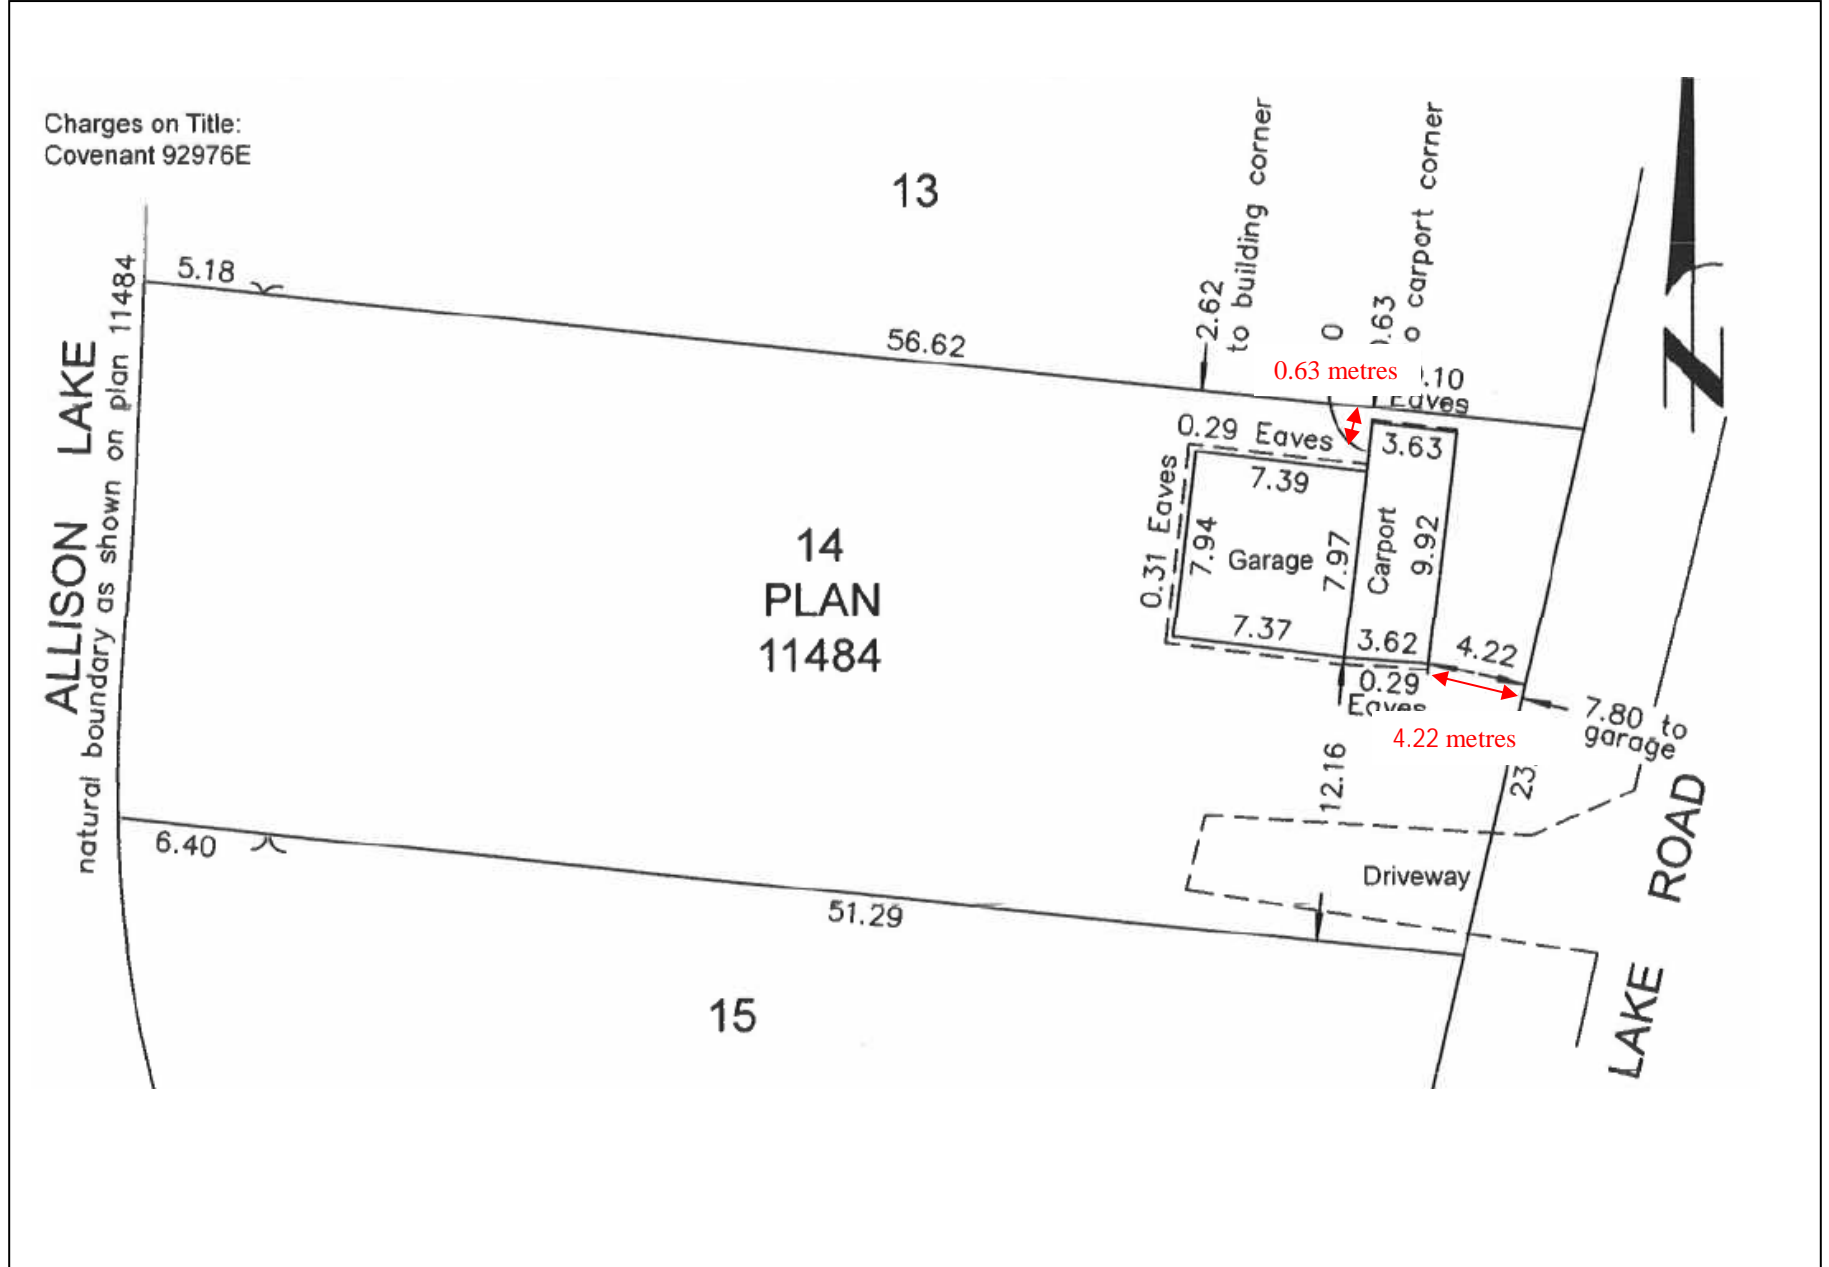 Charges on Title:
Covenant 92976E
13
2.62
to building corner
0
carport corner
5.18
56.62
0.63 metres
Eaves
0.29 Eaves
3.63
7.39
0.31 Eaves
7.94
Garage
7.97
Carport
9.92
7.37
3.62
4.22
0.29
Eaves
4.22 metres
7.80 to
garage
12.16
14
PLAN
11484
ALLISON LAKE
natural boundary as shown on plan 11484
6.40
51.29
Driveway
15
LAKE ROAD
N